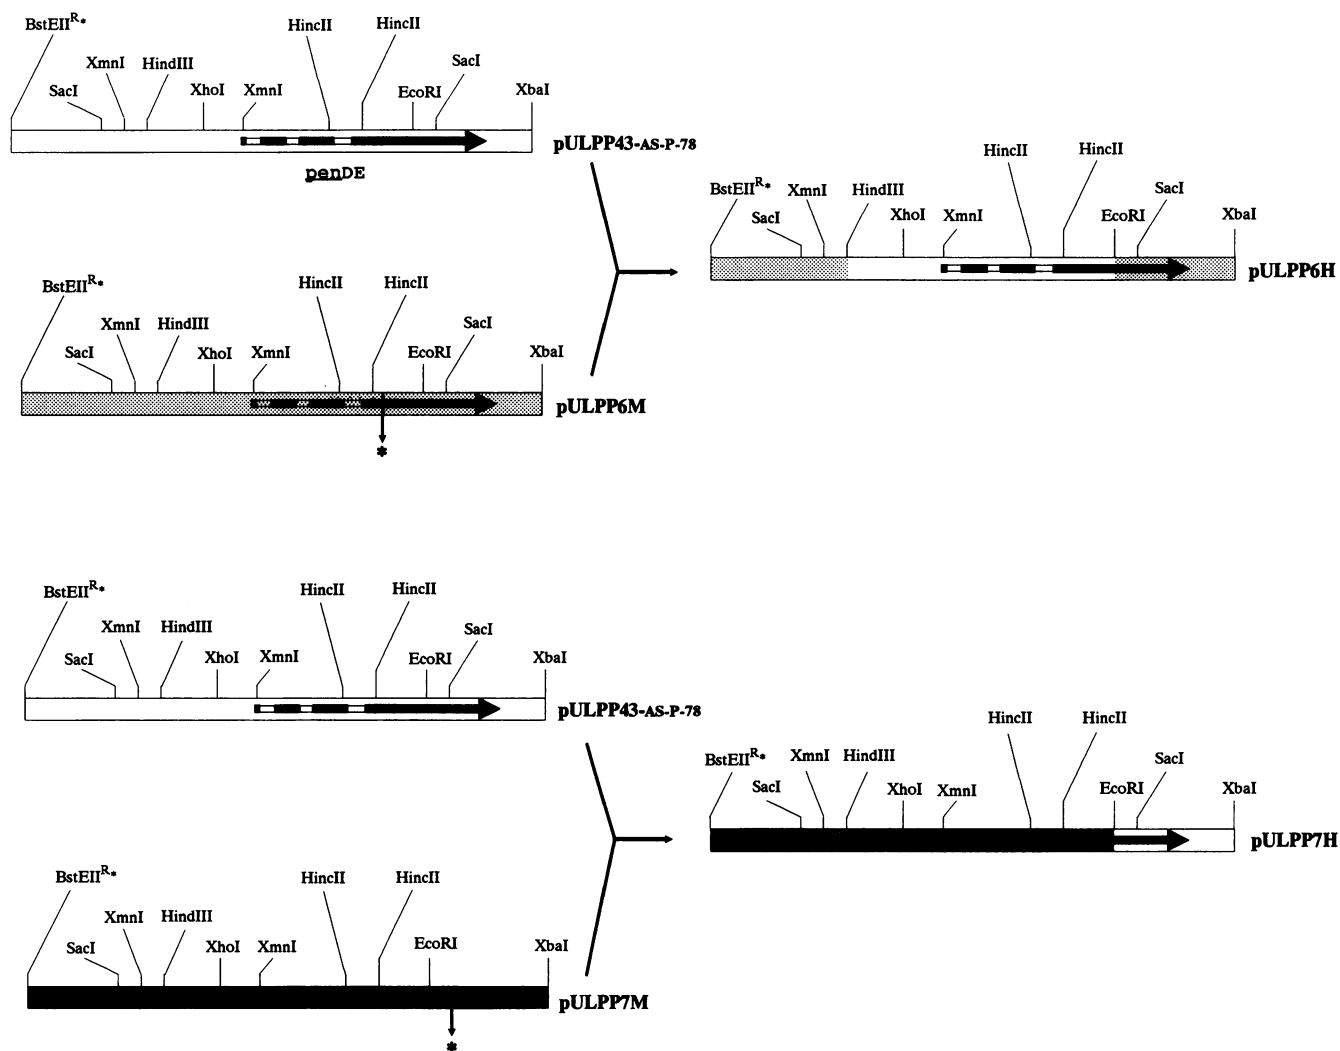 BstEII^R*
HincII
HincII
XmnI
HindIII
SacI
SacI
XhoI
XmnI
EcoRI
XbaI
pULPP43-AS-P-78
penDE
HincII
HincII
BstEII^R*
XmnI
HindIII
SacI
SacI
XhoI
XmnI
EcoRI
XbaI
pULPP6H
BstEII^R*
HincII
HincII
XmnI
HindIII
SacI
SacI
XhoI
XmnI
EcoRI
XbaI
pULPP6M
*
BstEII^R*
HincII
HincII
XmnI
HindIII
SacI
SacI
XhoI
XmnI
EcoRI
XbaI
pULPP43-AS-P-78
HincII
HincII
BstEII^R*
XmnI
HindIII
SacI
SacI
XhoI
XmnI
EcoRI
XbaI
pULPP7H
BstEII^R*
HincII
HincII
XmnI
HindIII
SacI
XhoI
XmnI
EcoRI
XbaI
pULPP7M
*